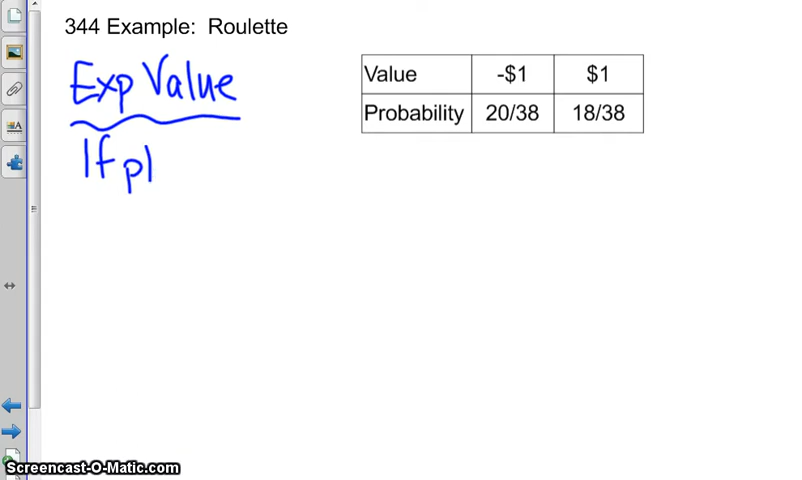 344 Example: Roulette
Exp Value
If pl
Value -$1 $1
Probability 20/38 18/38
Screencast-O-Matic.com